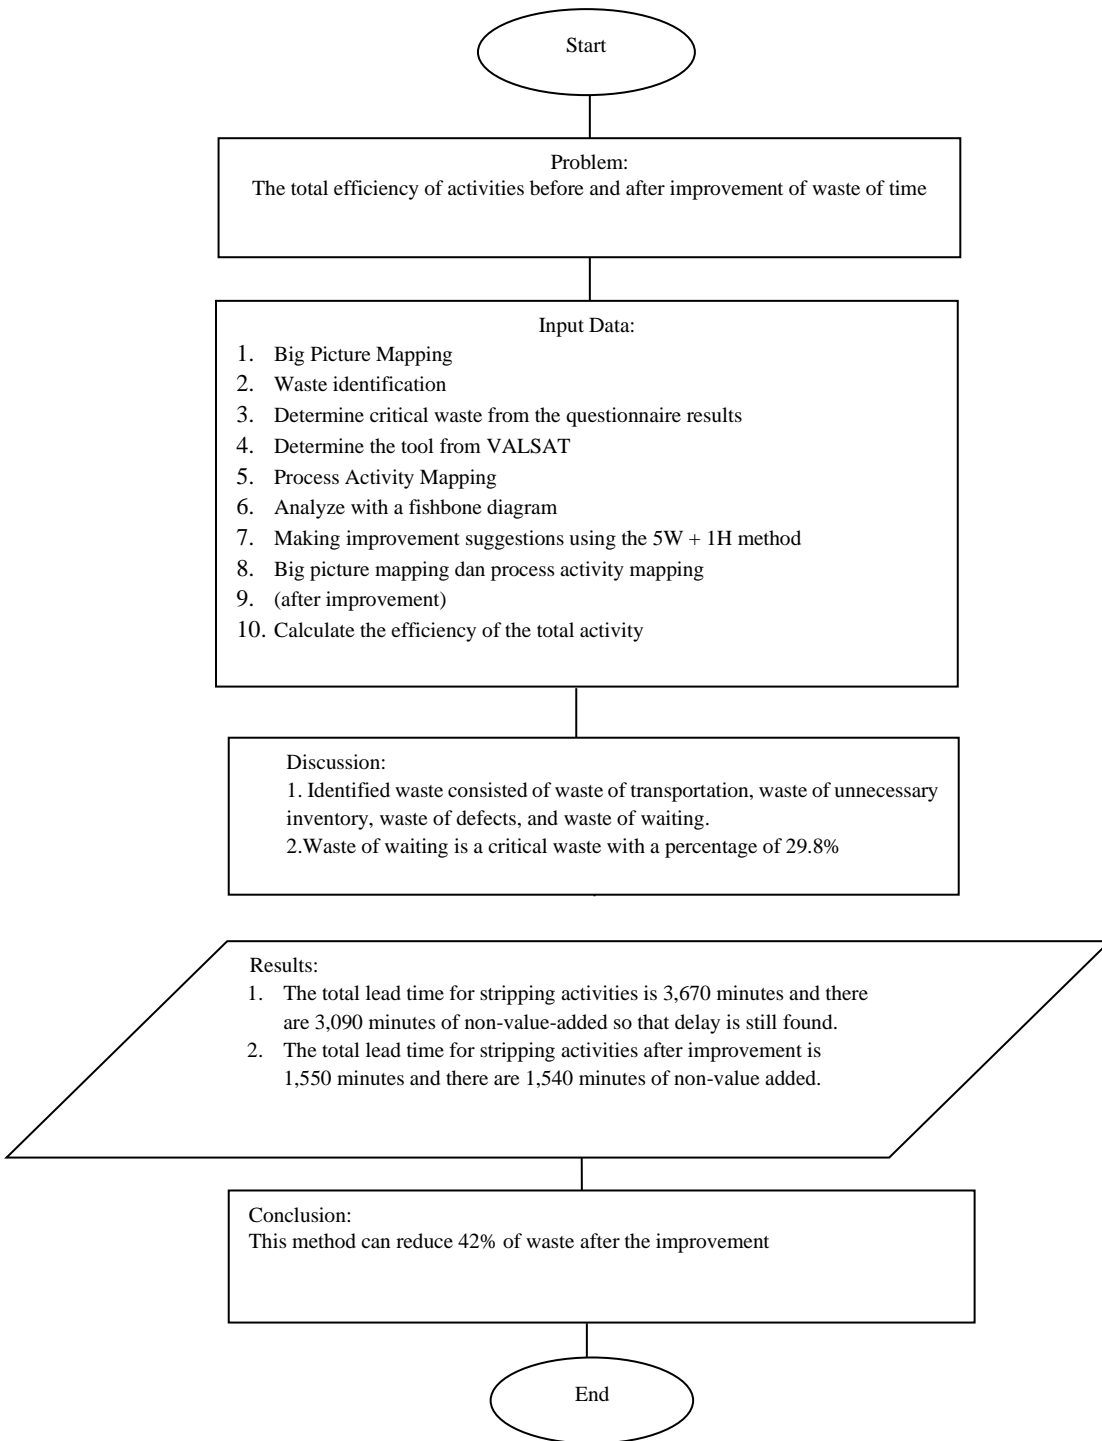 Start
Problem:
The total efficiency of activities before and after improvement of waste of time
Input Data:
1. Big Picture Mapping
2. Waste identification
3. Determine critical waste from the questionnaire results
4. Determine the tool from VALSAT
5. Process Activity Mapping
6. Analyze with a fishbone diagram
7. Making improvement suggestions using the 5W + 1H method
8. Big picture mapping dan process activity mapping
9. (after improvement)
10. Calculate the efficiency of the total activity
Discussion:
1. Identified waste consisted of waste of transportation, waste of unnecessary
inventory, waste of defects, and waste of waiting.
2.Waste of waiting is a critical waste with a percentage of 29.8%
Results:
1. The total lead time for stripping activities is 3,670 minutes and there
are 3,090 minutes of non-value-added so that delay is still found.
2. The total lead time for stripping activities after improvement is
1,550 minutes and there are 1,540 minutes of non-value added.
Conclusion:
This method can reduce 42% of waste after the improvement
End